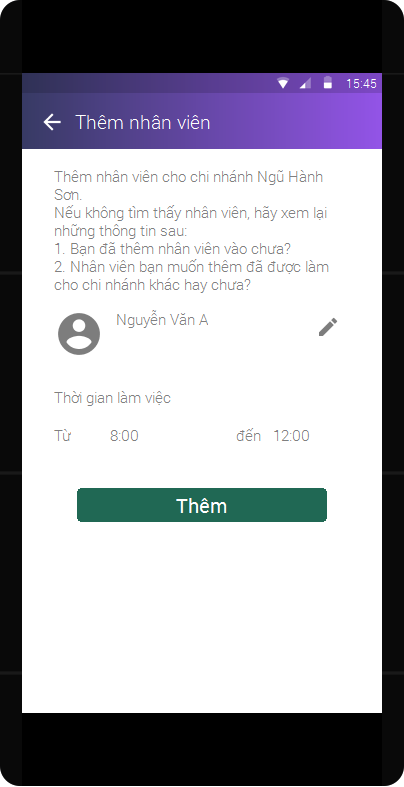 15:45
Thêm nhân viên
Thêm nhân viên cho chi nhánh Ngũ Hành
Sơn.
Nếu không tìm thấy nhân viên, hãy xem lại
những thông tin sau:
1. Bạn đã thêm nhân viên vào chưa?
2. Nhân viên bạn muốn thêm đã được làm
cho chi nhánh khác hay chưa?
Nguyễn Văn A
Thời gian làm việc
Từ 8:00 đến 12:00
Thêm